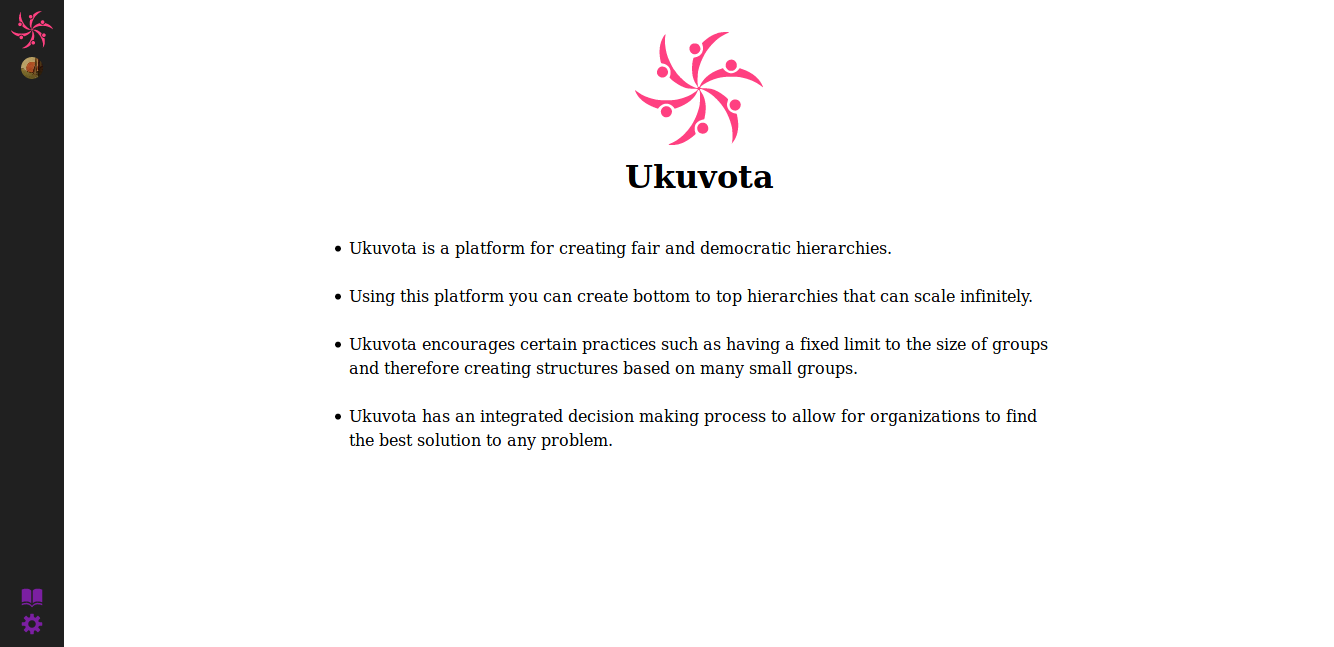 Ukuvota
• Ukuvota is a platform for creating fair and democratic hierarchies.
• Using this platform you can create bottom to top hierarchies that can scale infinitely.
• Ukuvota encourages certain practices such as having a fixed limit to the size of groups
and therefore creating structures based on many small groups.
• Ukuvota has an integrated decision making process to allow for organizations to find
the best solution to any problem.